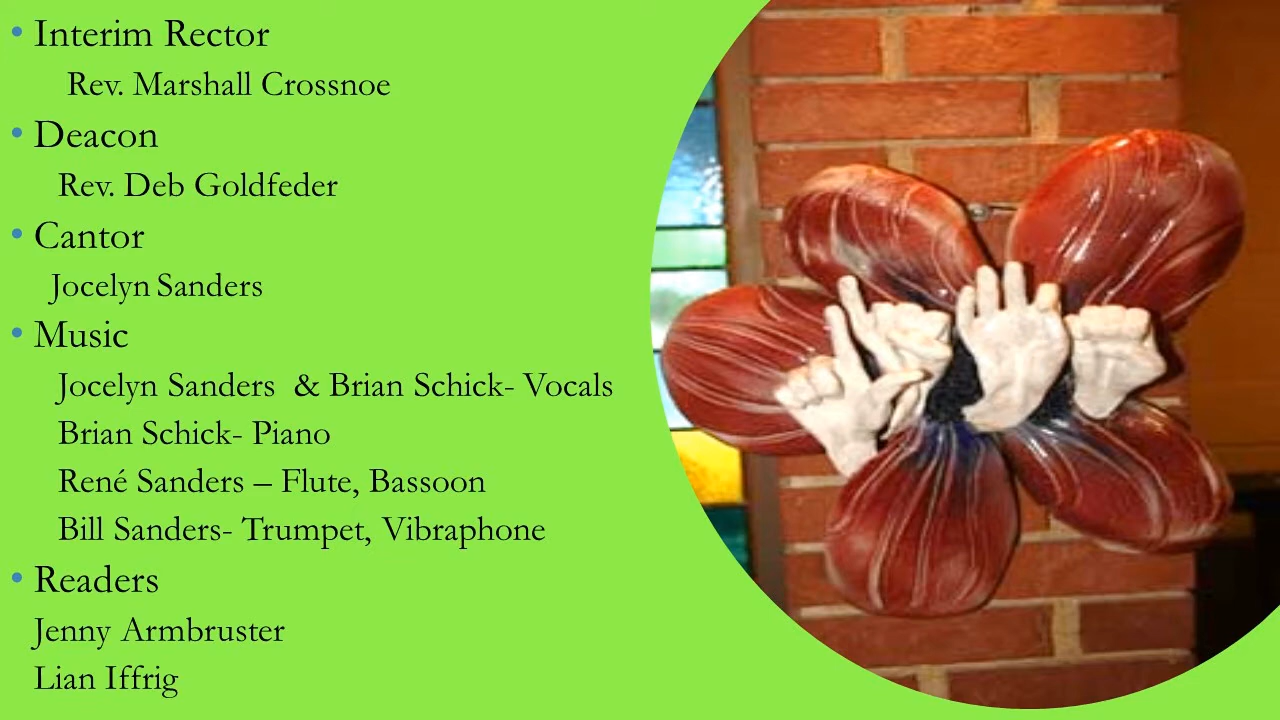 • Interim Rector
Rev. Marshall Crossnoe
• Deacon
Rev. Deb Goldfeder
• Cantor
Jocelyn Sanders
• Music
Jocelyn Sanders  & Brian Schick- Vocals
Brian Schick- Piano
René Sanders – Flute, Bassoon
Bill Sanders- Trumpet, Vibraphone
• Readers
Jenny Armbruster
Lian Iffrig